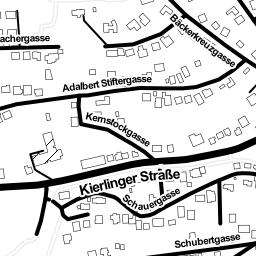 achergasse
Bäckerkreuzgasse
Adalbert Stiftergasse
Kernstockgasse
Kierlinger Straße
Schauergasse
Schubertgasse